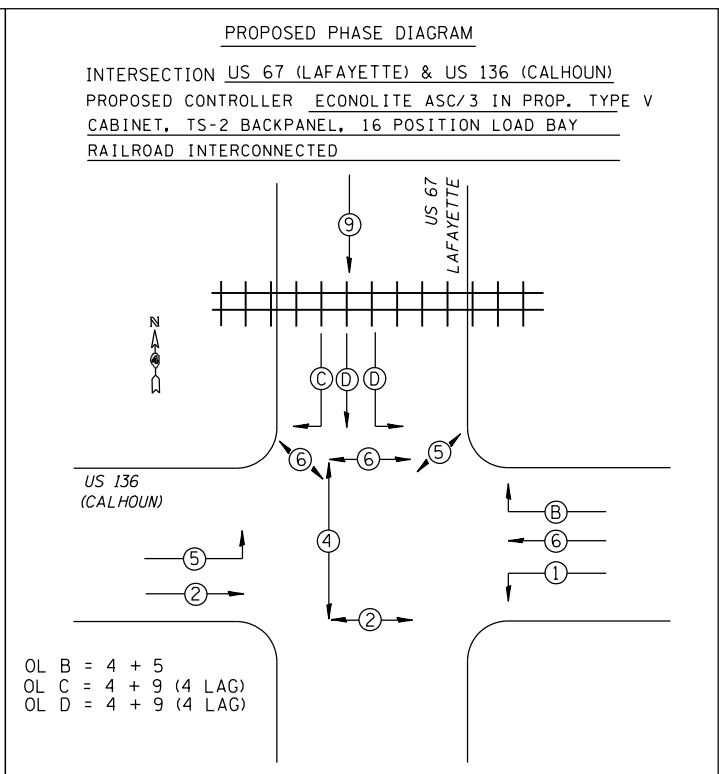 PROPOSED PHASE DIAGRAM
INTERSECTION US 67 (LAFAYETTE) & US 136 (CALHOUN)
PROPOSED CONTROLLER ECONOLITE ASC/3 IN PROP. TYPE V
CABINET, TS-2 BACKPANEL, 16 POSITION LOAD BAY
RAILROAD INTERCONNECTED
US 67
LAFAYETTE
9
N
C D D
6 6 5
US 136
(CALHOUN)
B
4 6
5 1
2
2
OL B = 4 + 5
OL C = 4 + 9 (4 LAG)
OL D = 4 + 9 (4 LAG)